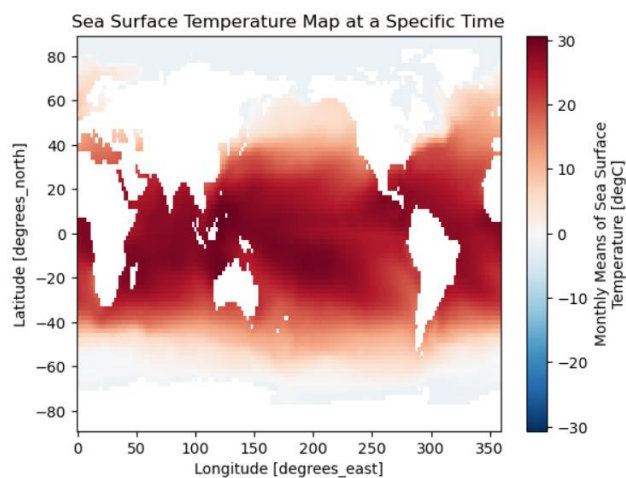 Sea Surface Temperature Map at a Specific Time
80
60
40
20
0
−20
−40
−60
−80
Latitude [degrees_north]
0 50 100 150 200 250 300 350
Longitude [degrees_east]
30
20
10
0
−10
−20
−30
Monthly Means of Sea Surface
Temperature [degC]